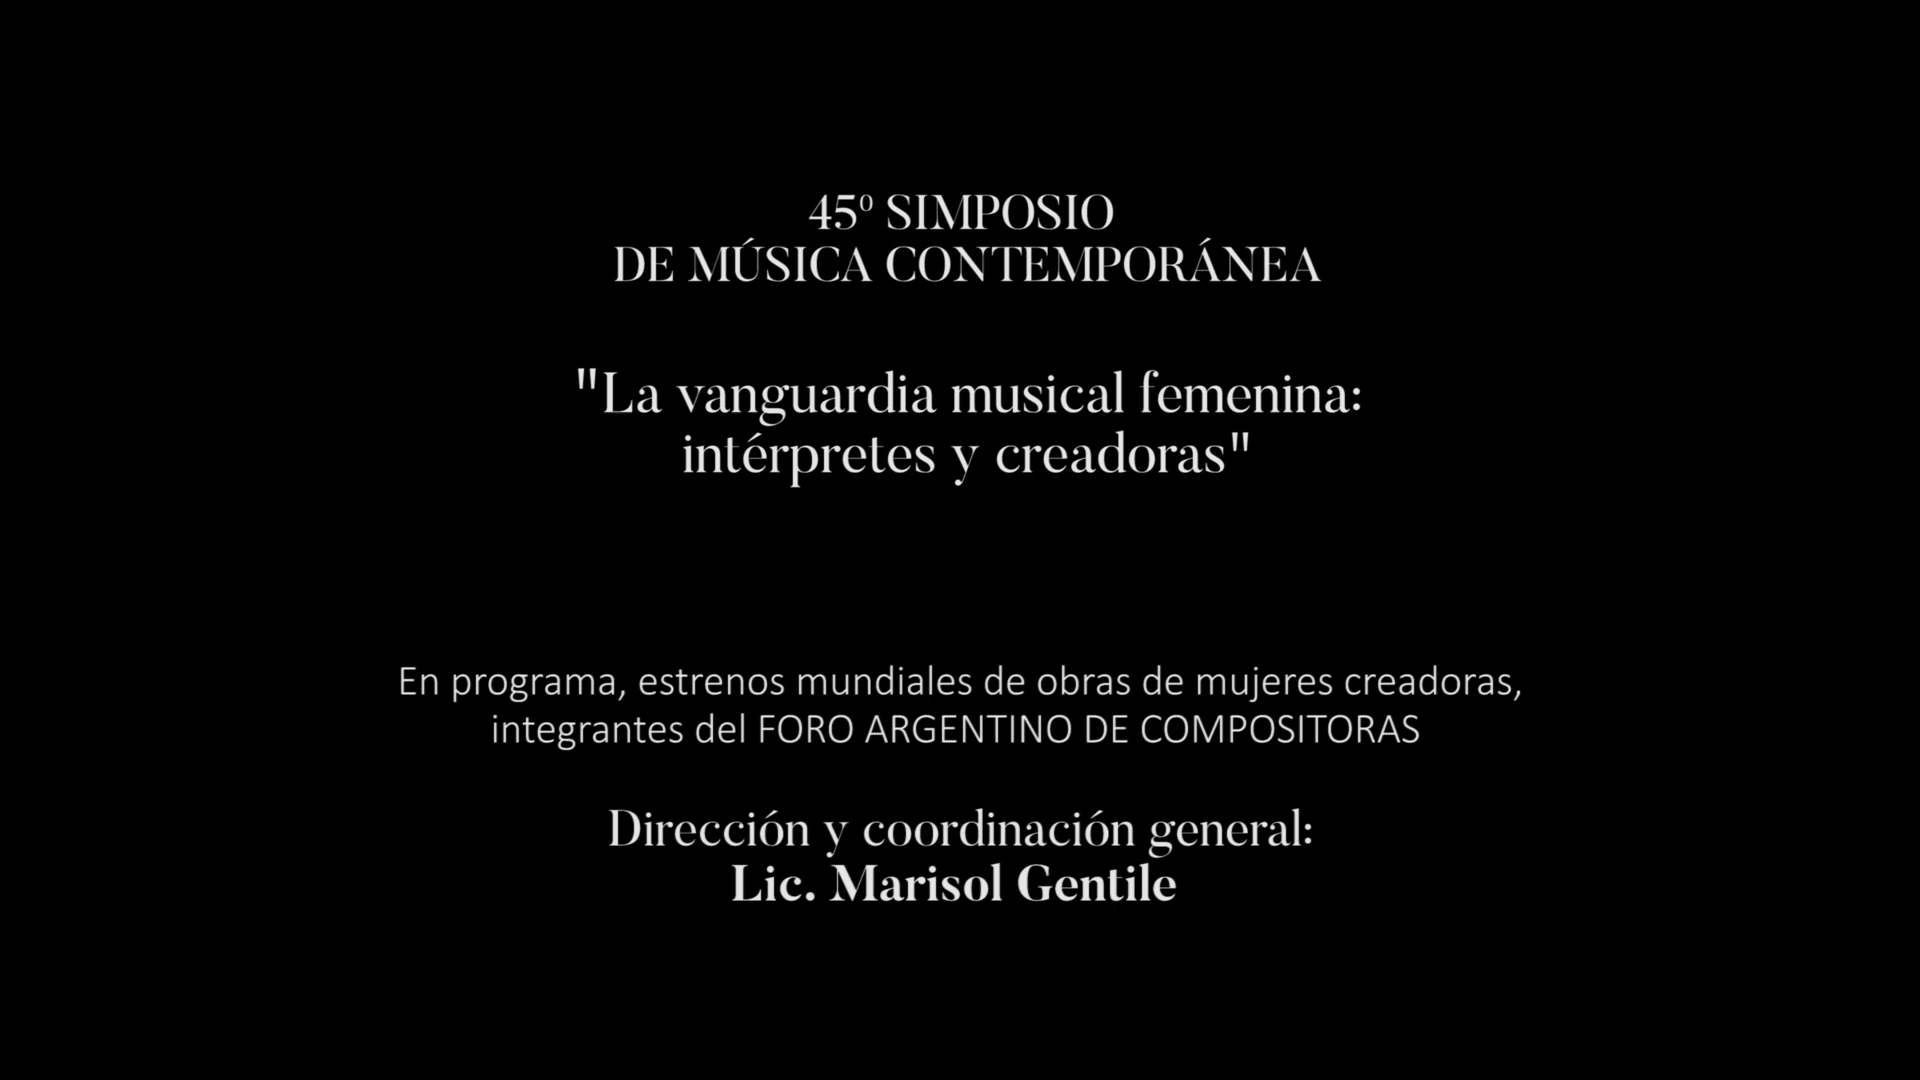 45º SIMPOSIO
DE MÚSICA CONTEMPORÁNEA
"La vanguardia musical femenina:
intérpretes y creadoras"
En programa, estrenos mundiales de obras de mujeres creadoras,
integrantes del FORO ARGENTINO DE COMPOSITORAS
Dirección y coordinación general:
Lic. Marisol Gentile